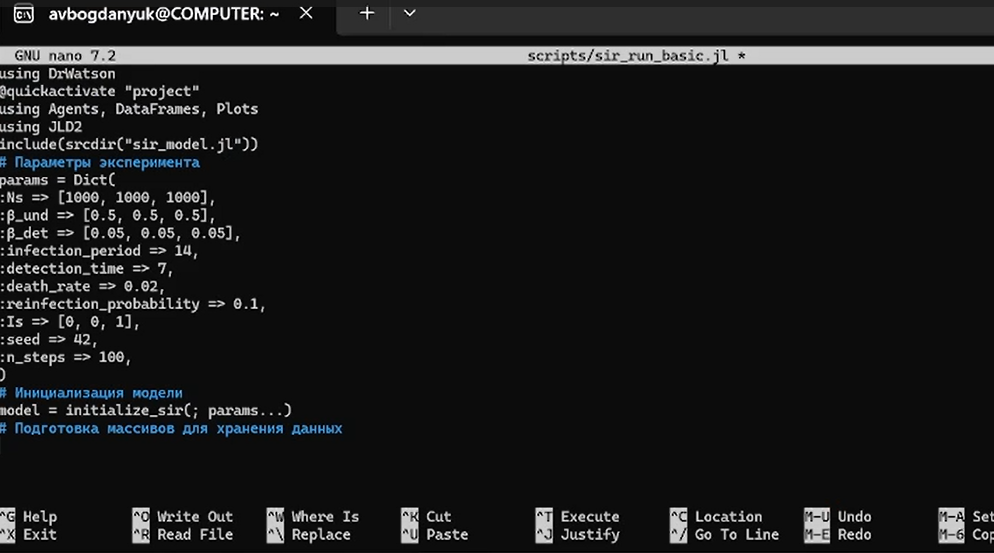 avbogdanyuk@COMPUTER: ~
GNU nano 7.2 scripts/sir_run_basic.jl *
using DrWatson
@quickactivate "project"
using Agents, DataFrames, Plots
using JLD2
include(srcdir("sir_model.jl"))
# Параметры эксперимента
params = Dict(
:Ns => [1000, 1000, 1000],
:β_und => [0.5, 0.5, 0.5],
:β_det => [0.05, 0.05, 0.05],
:infection_period => 14,
:detection_time => 7,
:death_rate => 0.02,
:reinfection_probability => 0.1,
:Is => [0, 0, 1],
:seed => 42,
:n_steps => 100,
)
# Инициализация модели
model = initialize_sir(; params...)
# Подготовка массивов для хранения данных
^G Help ^O Write Out ^W Where Is ^K Cut ^T Execute ^C Location M-U Undo M-A Set
^X Exit ^R Read File ^\ Replace ^U Paste ^J Justify ^/ Go To Line M-E Redo M-6 Cop